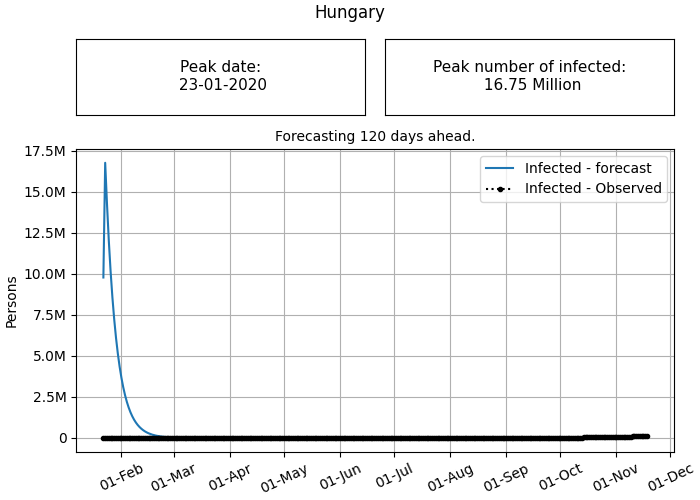 Hungary
Peak date:
23-01-2020
Peak number of infected:
16.75 Million
Forecasting 120 days ahead.
17.5M
15.0M
12.5M
10.0M
7.5M
5.0M
2.5M
0
Persons
Infected - forecast
Infected - Observed
01-Feb
01-Mar
01-Apr
01-May
01-Jun
01-Jul
01-Aug
01-Sep
01-Oct
01-Nov
01-Dec